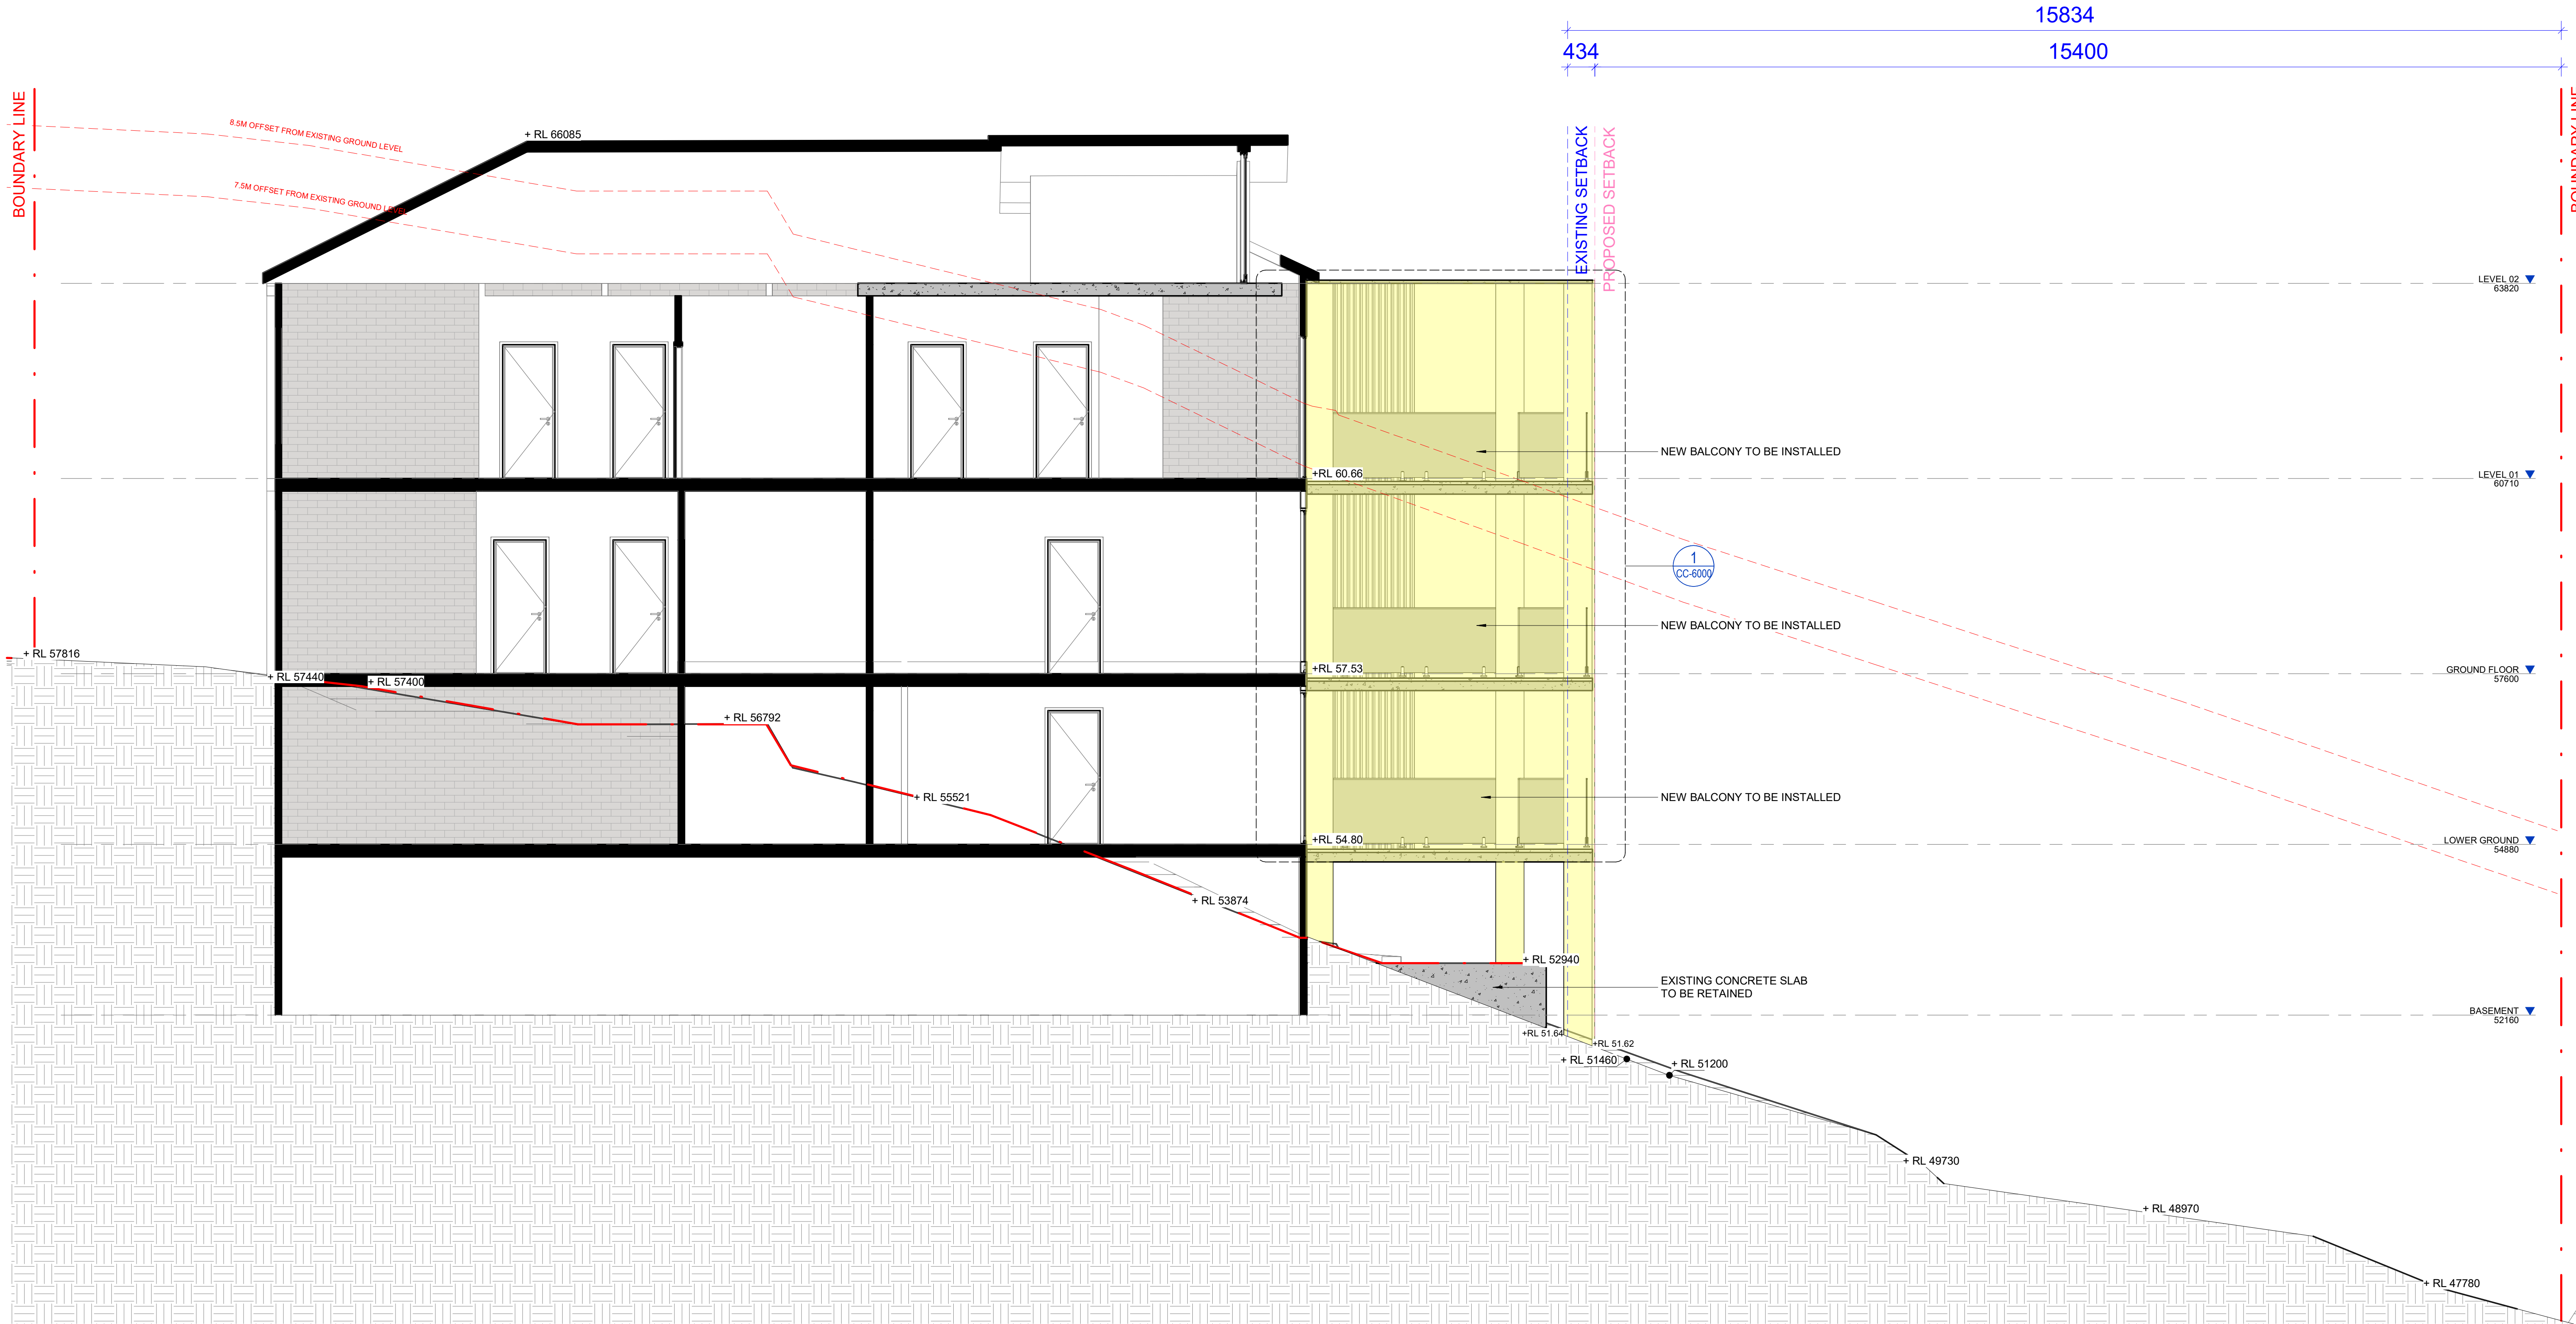 15834
434
15400
BOUNDARY LINE
8.5M OFFSET FROM EXISTING GROUND LEVEL
7.5M OFFSET FROM EXISTING GROUND LEVEL
+ RL 66085
EXISTING SETBACK
PROPOSED SETBACK
BOUNDARY LINE
LEVEL 02
63820
NEW BALCONY TO BE INSTALLED
+RL 60.66
LEVEL 01
60710
1
CC-6000
NEW BALCONY TO BE INSTALLED
+ RL 57816
+ RL 57440
+ RL 57400
+RL 57.53
GROUND FLOOR
57600
+ RL 56792
+ RL 55521
NEW BALCONY TO BE INSTALLED
+RL 54.80
LOWER GROUND
54880
+ RL 53874
+ RL 52940
EXISTING CONCRETE SLAB
TO BE RETAINED
BASEMENT
52160
+RL 51.64
+RL 51.62
+ RL 51460
+ RL 51200
+ RL 49730
+ RL 48970
+ RL 47780